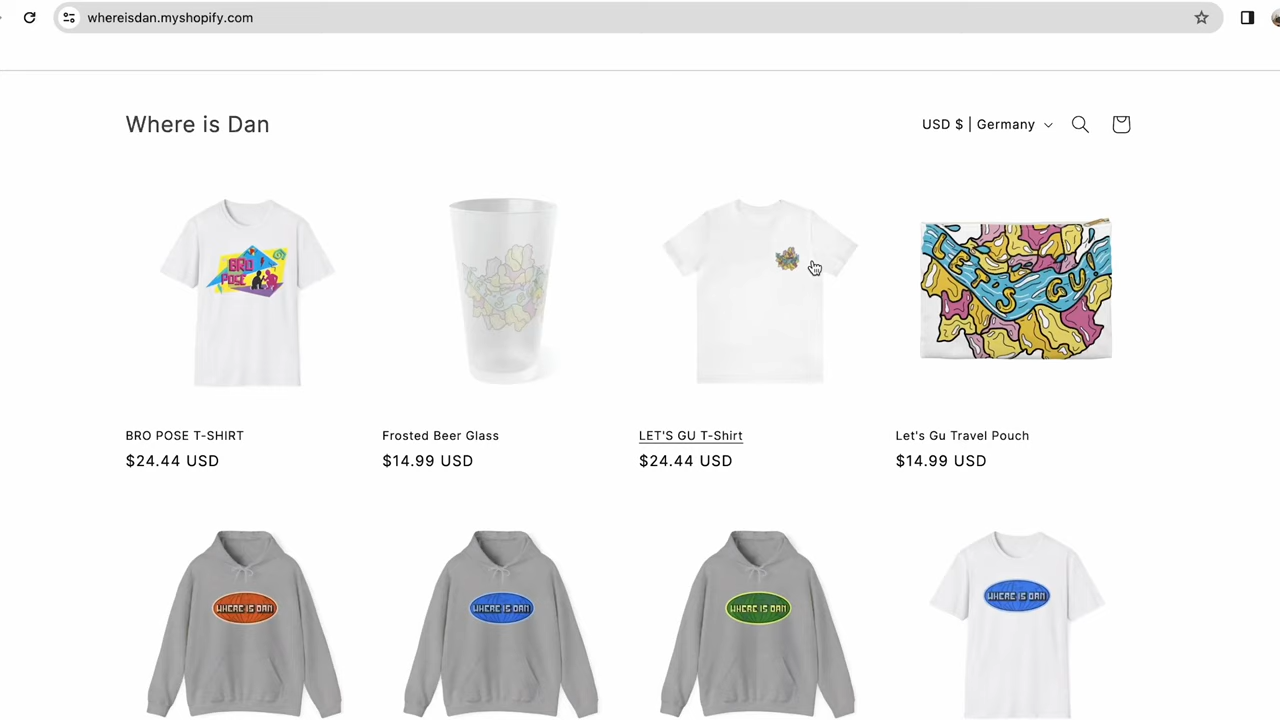 whereisdan.myshopify.com
Where is Dan
USD $ | Germany
BRO
POSE
LET'S GU!
BRO POSE T-SHIRT
Frosted Beer Glass
LET'S GU T-Shirt
Let's Gu Travel Pouch
$24.44 USD
$14.99 USD
$24.44 USD
$14.99 USD
WHERE IS DAN
WHERE IS DAN
WHERE IS DAN
WHERE IS DAN